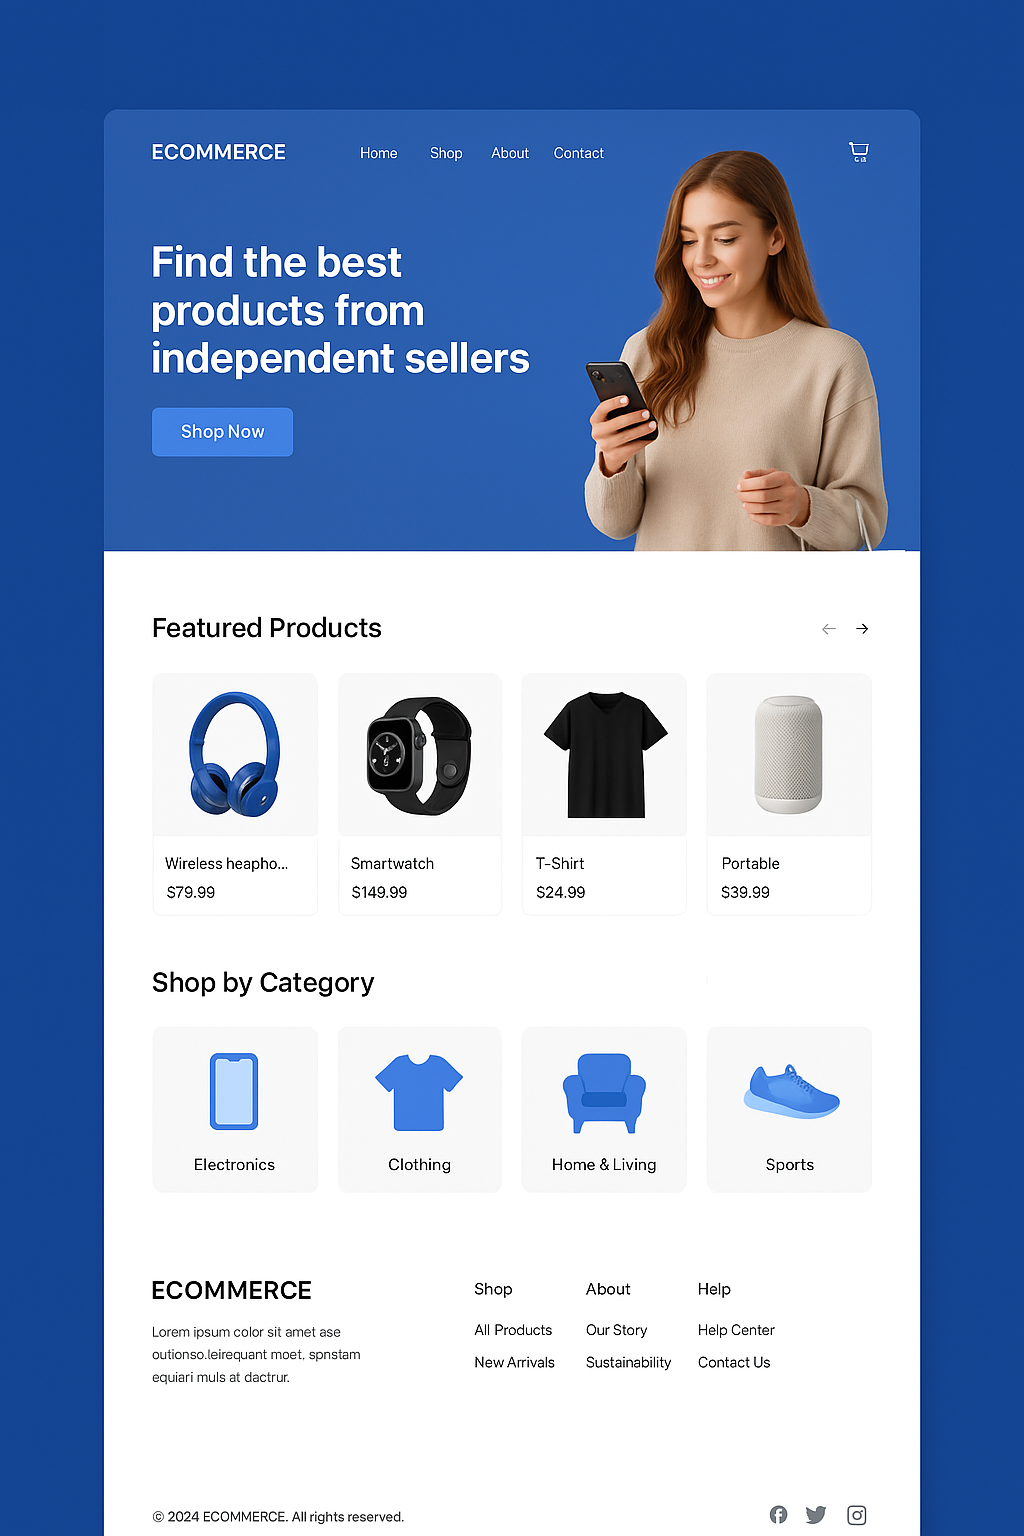 ECOMMERCE
Home Shop About Contact
Find the best
products from
independent sellers
Shop Now
Featured Products
Wireless heapho...
$79.99
Smartwatch
$149.99
T-Shirt
$24.99
Portable
$39.99
Shop by Category
Electronics
Clothing
Home & Living
Sports
ECOMMERCE
Lorem ipsum color sit amet ase
outionso.leirequant moet. spnstam
equiari muls at dactrur.
Shop
All Products
New Arrivals
About
Our Story
Sustainability
Help
Help Center
Contact Us
© 2024 ECOMMERCE. All rights reserved.